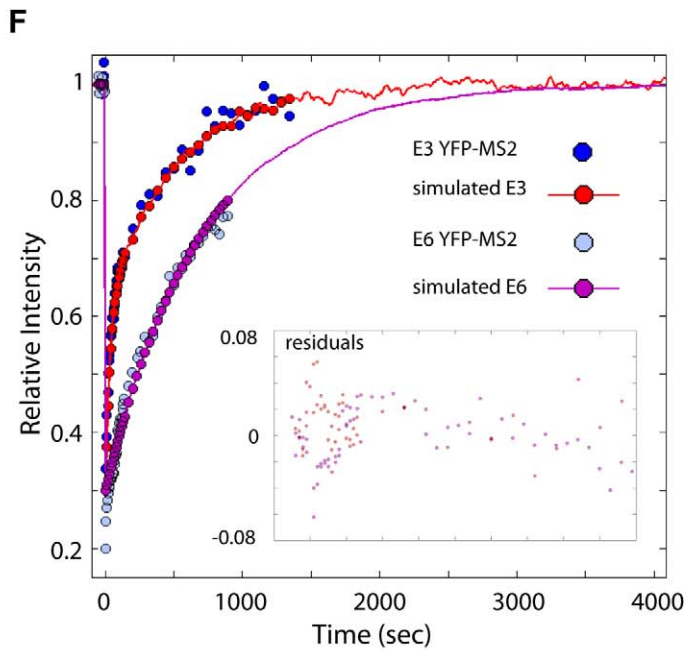 F
1
0.8
0.6
0.4
0.2
Relative Intensity
E3 YFP-MS2
simulated E3
E6 YFP-MS2
simulated E6
0.08
residuals
0
-0.08
0
1000
2000
3000
4000
Time (sec)